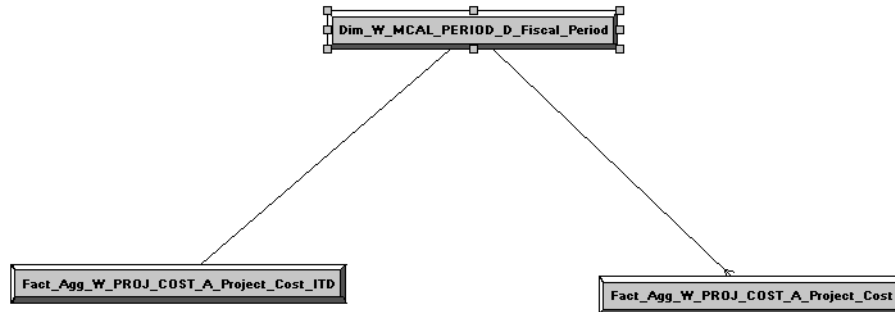 Dim_W_MCAL_PERIOD_D_Fiscal_Period
Fact_Agg_W_PROJ_COST_A_Project_Cost_ITD
Fact_Agg_W_PROJ_COST_A_Project_Cost